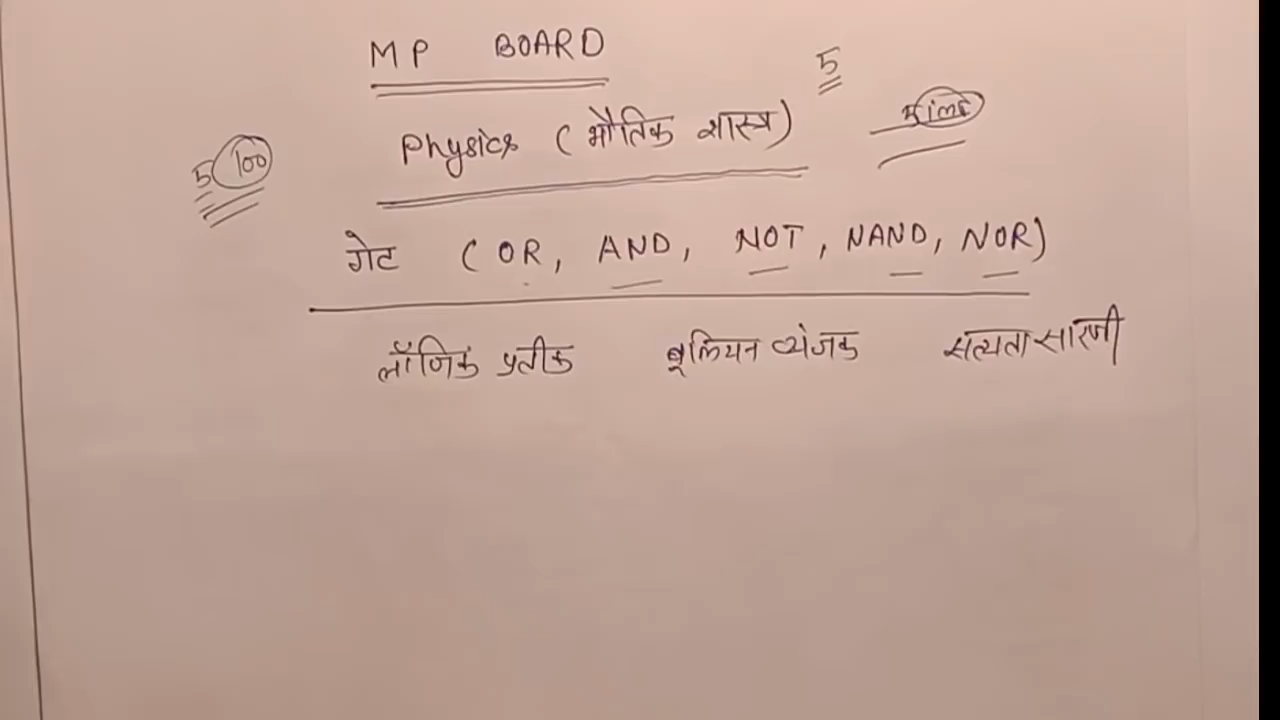 MP BOARD
5
Physics (भौतिक शास्त्र)
5 100
गेट (OR, AND, NOT, NAND, NOR)
लॉजिक प्रतीक बूलियन व्यंजक सत्यता सारणी